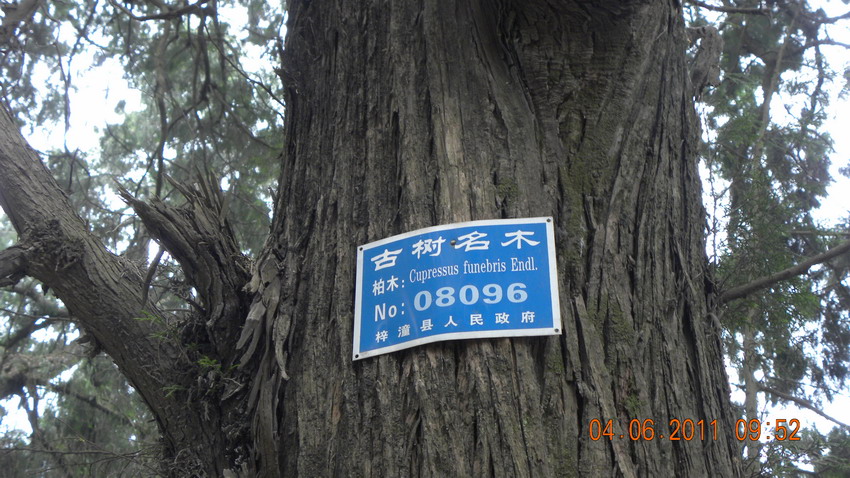 古树名木
柏木: Cupressus funebris Endl.
No: 08096
梓潼县人民政府
04.06.2011 09:52